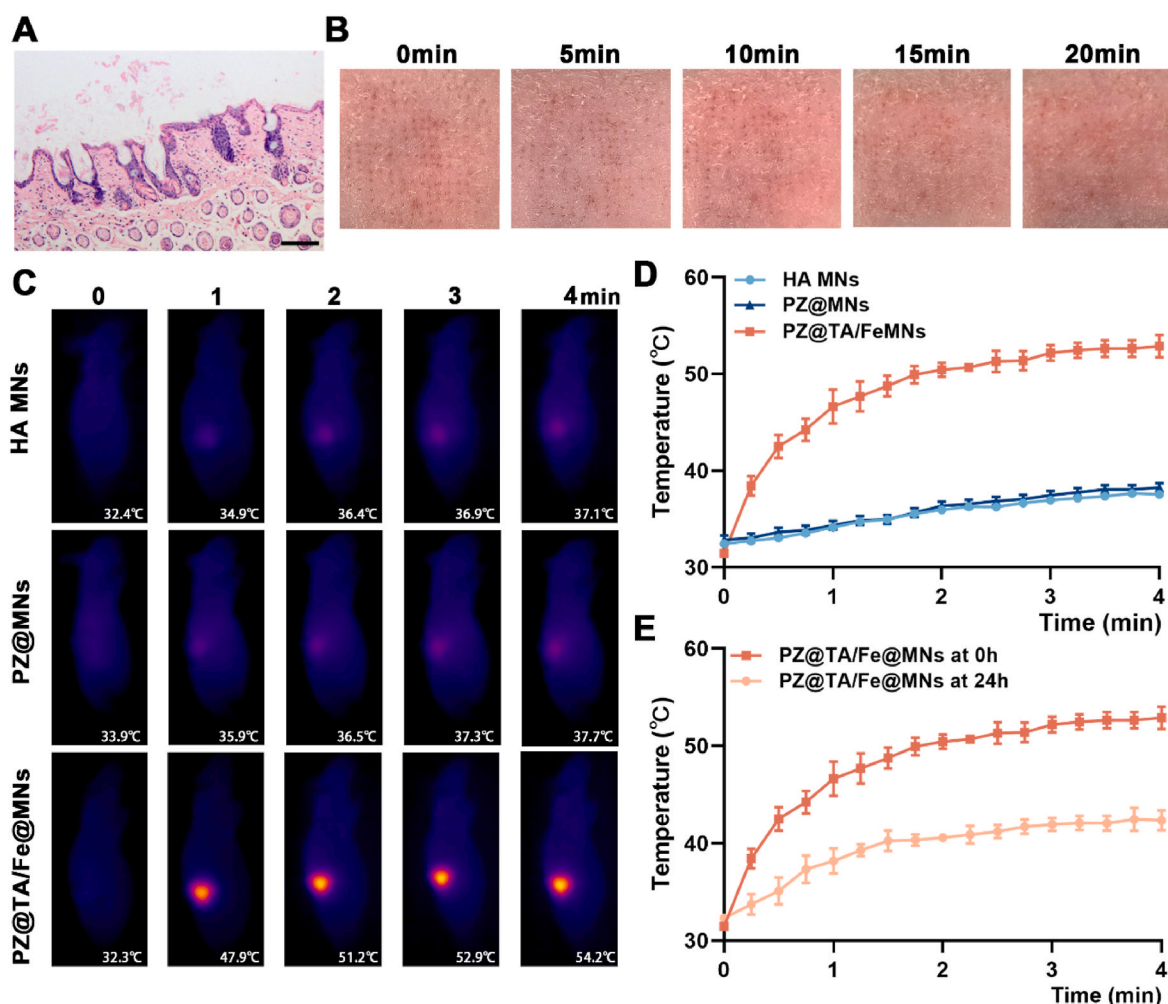 A
B
0min 5min 10min 15min 20min
C
0 1 2 3 4min
HA MNs
32.4℃ 34.9℃ 36.4℃ 36.9℃ 37.1℃
PZ@MNs
33.9℃ 35.9℃ 36.5℃ 37.3℃ 37.7℃
PZ@TA/Fe@MNs
32.3℃ 47.9℃ 51.2℃ 52.9℃ 54.2℃
D
HA MNs
PZ@MNs
PZ@TA/FeMNs
Temperature (℃)
60
50
40
30
0 1 2 3 4
Time (min)
E
PZ@TA/Fe@MNs at 0h
PZ@TA/Fe@MNs at 24h
Temperature (℃)
60
50
40
30
0 1 2 3 4
Time (min)